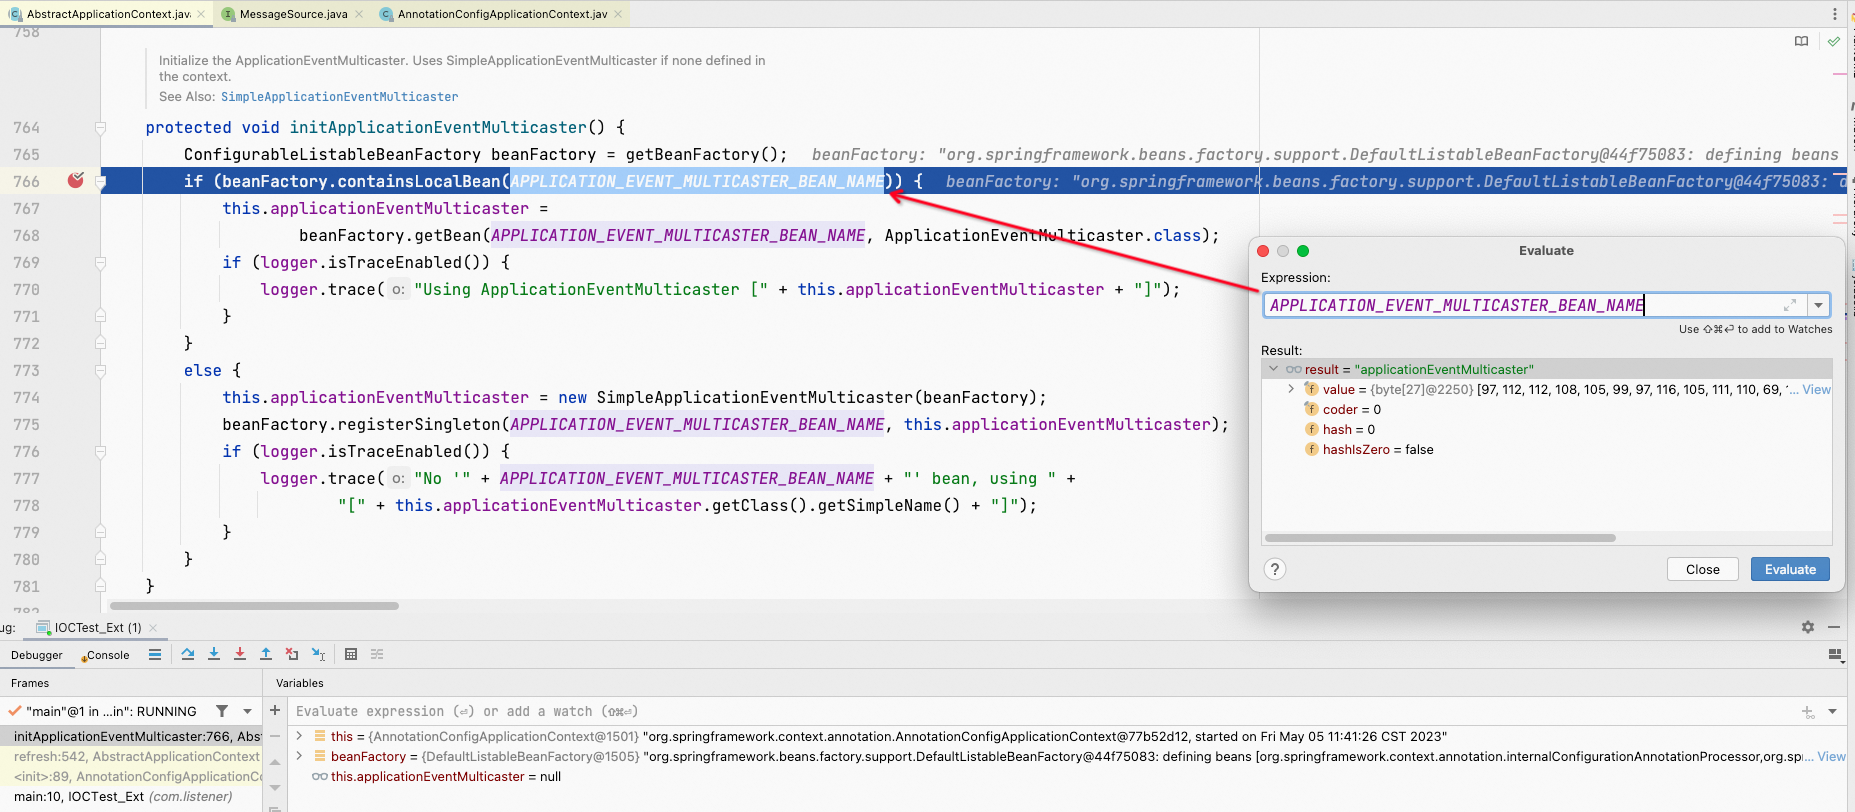 AbstractApplicationContext.java
MessageSource.java
AnnotationConfigApplicationContext.jav
758
Initialize the ApplicationEventMulticaster. Uses SimpleApplicationEventMulticaster if none defined in
the context.
See Also: SimpleApplicationEventMulticaster
764 protected void initApplicationEventMulticaster() {
765 ConfigurableListableBeanFactory beanFactory = getBeanFactory(); beanFactory: "org.springframework.beans.factory.support.DefaultListableBeanFactory@44f75083: defining beans
766 if (beanFactory.containsLocalBean(APPLICATION_EVENT_MULTICASTER_BEAN_NAME)) { beanFactory: "org.springframework.beans.factory.support.DefaultListableBeanFactory@44f75083: d
767 this.applicationEventMulticaster =
768 beanFactory.getBean(APPLICATION_EVENT_MULTICASTER_BEAN_NAME, ApplicationEventMulticaster.class);
769 if (logger.isTraceEnabled()) {
770 logger.trace( o: "Using ApplicationEventMulticaster [" + this.applicationEventMulticaster + "]");
771 }
772 }
773 else {
774 this.applicationEventMulticaster = new SimpleApplicationEventMulticaster(beanFactory);
775 beanFactory.registerSingleton(APPLICATION_EVENT_MULTICASTER_BEAN_NAME, this.applicationEventMulticaster);
776 if (logger.isTraceEnabled()) {
777 logger.trace( o: "No '" + APPLICATION_EVENT_MULTICASTER_BEAN_NAME + "' bean, using " +
778 "[" + this.applicationEventMulticaster.getClass().getSimpleName() + "]");
779 }
780 }
781 }
782
Evaluate
Expression:
APPLICATION_EVENT_MULTICASTER_BEAN_NAME
Use ⇧⌘⏎ to add to Watches
Result:
result = "applicationEventMulticaster"
value = {byte[27]@2250} [97, 112, 112, 108, 105, 99, 97, 116, 105, 111, 110, 69, ... View
coder = 0
hash = 0
hashIsZero = false
? Close Evaluate
ug: IOCTest_Ext (1)
Debugger Console
Frames
Variables
"main"@1 in ...in": RUNNING
Evaluate expression (⏎) or add a watch (⇧⌘⏎)
initApplicationEventMulticaster:766, Abs
this = {AnnotationConfigApplicationContext@1501} "org.springframework.context.annotation.AnnotationConfigApplicationContext@77b52d12, started on Fri May 05 11:41:26 CST 2023"
refresh:542, AbstractApplicationContext
beanFactory = {DefaultListableBeanFactory@1505} "org.springframework.beans.factory.support.DefaultListableBeanFactory@44f75083: defining beans [org.springframework.context.annotation.internalConfigurationAnnotationProcessor,org.spr... View
<init>:89, AnnotationConfigApplicationCo
this.applicationEventMulticaster = null
main:10, IOCTest_Ext (com.listener)